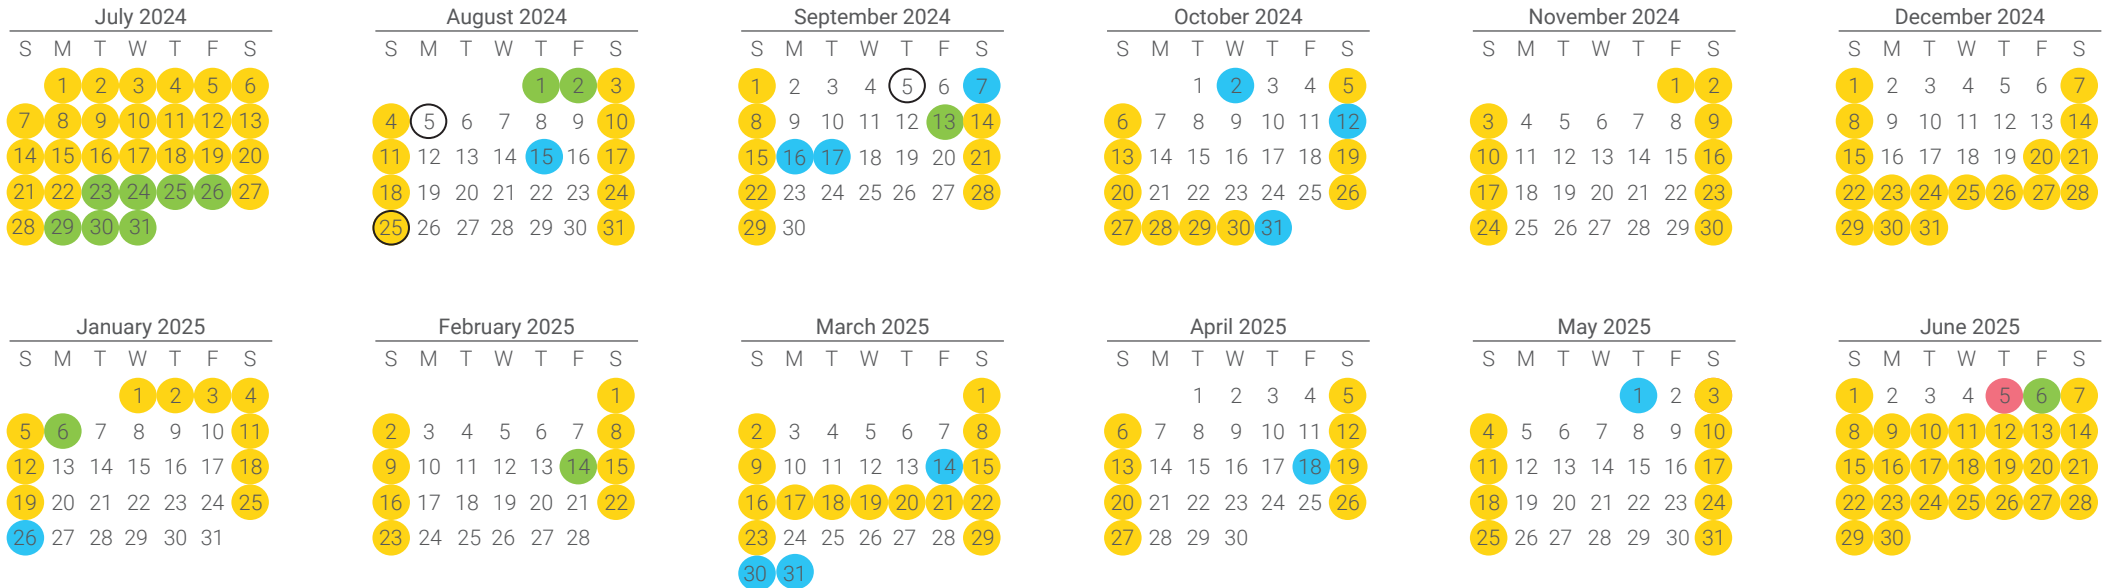 July 2024
S M T W T F S
1 2 3 4 5 6
7 8 9 10 11 12 13
14 15 16 17 18 19 20
21 22 23 24 25 26 27
28 29 30 31
August 2024
S M T W T F S
1 2 3
4 5 6 7 8 9 10
11 12 13 14 15 16 17
18 19 20 21 22 23 24
25 26 27 28 29 30 31
September 2024
S M T W T F S
1 2 3 4 5 6 7
8 9 10 11 12 13 14
15 16 17 18 19 20 21
22 23 24 25 26 27 28
29 30
October 2024
S M T W T F S
1 2 3 4 5
6 7 8 9 10 11 12
13 14 15 16 17 18 19
20 21 22 23 24 25 26
27 28 29 30 31
November 2024
S M T W T F S
1 2
3 4 5 6 7 8 9
10 11 12 13 14 15 16
17 18 19 20 21 22 23
24 25 26 27 28 29 30
December 2024
S M T W T F S
1 2 3 4 5 6 7
8 9 10 11 12 13 14
15 16 17 18 19 20 21
22 23 24 25 26 27 28
29 30 31
January 2025
S M T W T F S
1 2 3 4
5 6 7 8 9 10 11
12 13 14 15 16 17 18
19 20 21 22 23 24 25
26 27 28 29 30 31
February 2025
S M T W T F S
1
2 3 4 5 6 7 8
9 10 11 12 13 14 15
16 17 18 19 20 21 22
23 24 25 26 27 28
March 2025
S M T W T F S
1
2 3 4 5 6 7 8
9 10 11 12 13 14 15
16 17 18 19 20 21 22
23 24 25 26 27 28 29
30 31
April 2025
S M T W T F S
1 2 3 4 5
6 7 8 9 10 11 12
13 14 15 16 17 18 19
20 21 22 23 24 25 26
27 28 29 30
May 2025
S M T W T F S
1 2 3
4 5 6 7 8 9 10
11 12 13 14 15 16 17
18 19 20 21 22 23 24
25 26 27 28 29 30 31
June 2025
S M T W T F S
1 2 3 4 5 6 7
8 9 10 11 12 13 14
15 16 17 18 19 20 21
22 23 24 25 26 27 28
29 30